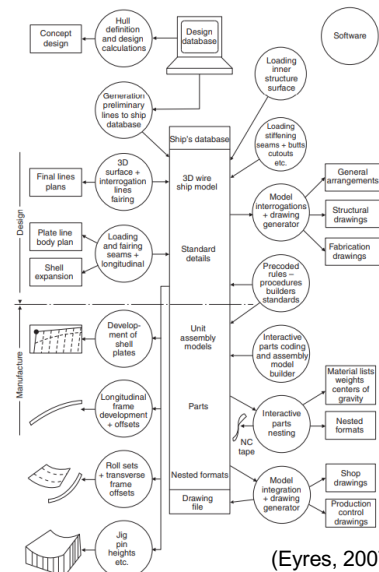 Concept
design
Hull
definition
and design
calculations
Design
database
Software
Generation
preliminary
lines to ship
database
Loading
inner
structure
surface
Ship's database
Loading
stiffening
seams + butts
cutouts
etc.
Design
Final lines
plans
3D
surface +
interrogation
lines
fairing
3D wire
ship model
Model
interrogations
+ drawing
generator
General
arrangements
Structural
drawings
Fabrication
drawings
Plate line
body plan
Shell
expansion
Loading
and fairing
seams +
longitudinal
Standard
details
Precoded
rules –
procedures
builders
standards
Manufacture
Develop-
ment of
shell
plates
Unit
assembly
models
Interactive
parts coding
and assembly
model
builder
Longitudinal
frame
development
+ offsets
Parts
Interactive
parts
nesting
NC
tape
Material lists
weights
centers of
gravity
Nested
formats
Roll sets
+ transverse
frame
offsets
Nested formats
Drawing
file
Model
integration
+ drawing
generator
Shop
drawings
Production
control
drawings
Jig
pin
heights
etc.
(Eyres, 200